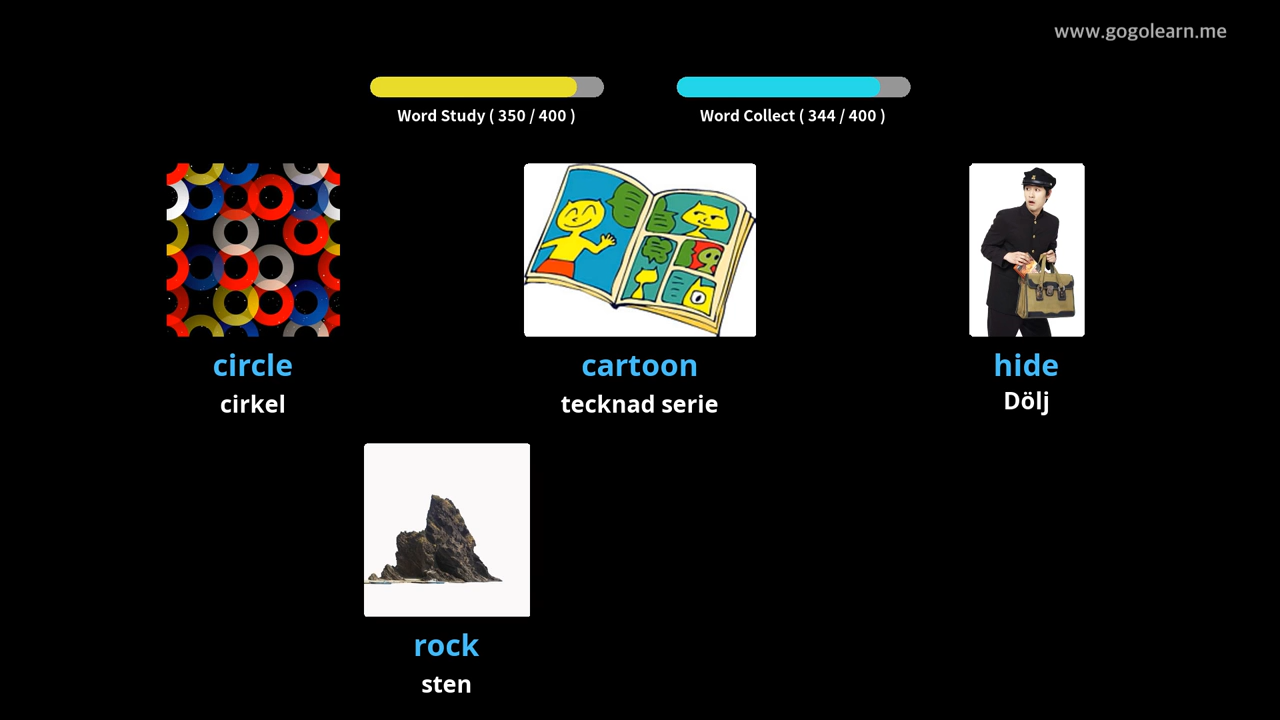 www.gogolearn.me
Word Study ( 350 / 400 )
Word Collect ( 344 / 400 )
circle
cirkel
cartoon
tecknad serie
hide
Dölj
rock
sten